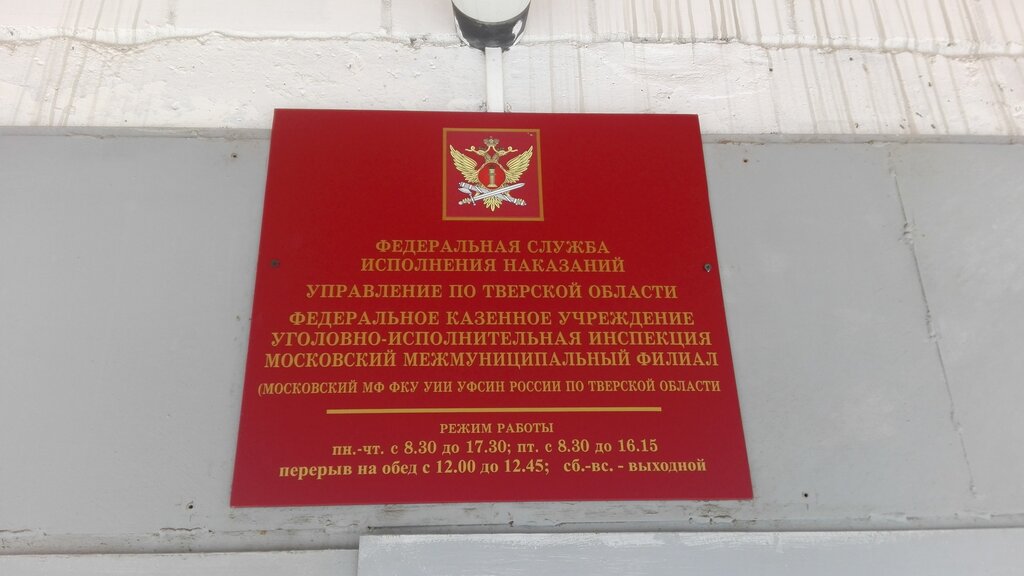 ФЕДЕРАЛЬНАЯ СЛУЖБА
ИСПОЛНЕНИЯ НАКАЗАНИЙ
УПРАВЛЕНИЕ ПО ТВЕРСКОЙ ОБЛАСТИ
ФЕДЕРАЛЬНОЕ КАЗЕННОЕ УЧРЕЖДЕНИЕ
УГОЛОВНО-ИСПОЛНИТЕЛЬНАЯ ИНСПЕКЦИЯ
МОСКОВСКИЙ МЕЖМУНИЦИПАЛЬНЫЙ ФИЛИАЛ
(МОСКОВСКИЙ МФ ФКУ УИИ УФСИН РОССИИ ПО ТВЕРСКОЙ ОБЛАСТИ
РЕЖИМ РАБОТЫ
пн.-чт. с 8.30 до 17.30; пт. с 8.30 до 16.15
перерыв на обед с 12.00 до 12.45; сб.-вс. - выходной